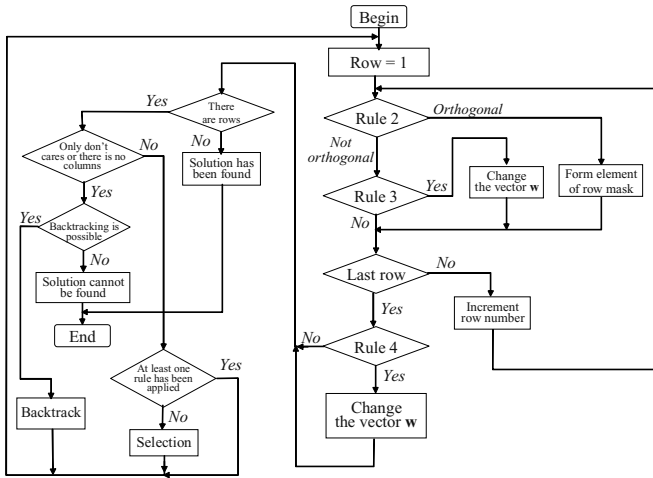 Begin
Row = 1
Yes
There
are rows
Rule 2
Orthogonal
Only don't
cares or there is no
columns
No
No
Solution has
been found
Not
orthogonal
Yes
Rule 3
Yes
Change
the vector w
Form element
of row mask
Yes
Backtracking is
possible
No
No
Solution cannot
be found
Last row
No
Yes
Increment
row number
End
No
Rule 4
At least one
rule has been
applied
Yes
Yes
Backtrack
No
Change
the vector w
Selection